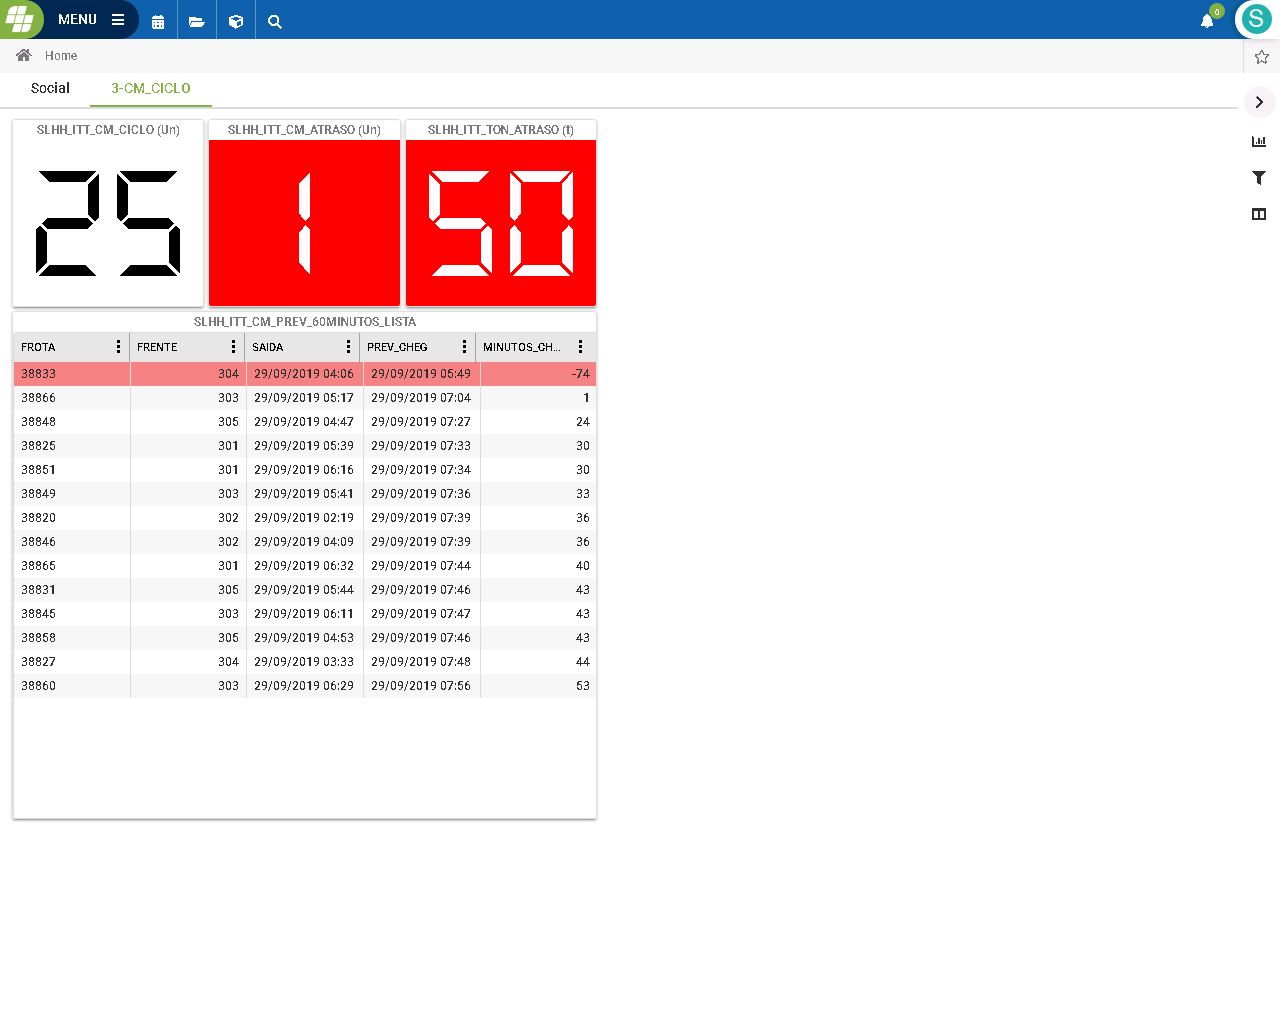 MENU
0
S
Home
Social
3-CM_CICLO
SLHH_ITT_CM_CICLO (Un)
SLHH_ITT_CM_ATRASO (Un)
SLHH_ITT_TON_ATRASO (t)
25
1
50
SLHH_ITT_CM_PREV_60MINUTOS_LISTA
FROTA FRENTE SAIDA PREV_CHEG MINUTOS_CH...
38833 304 29/09/2019 04:06 29/09/2019 05:49 -74
38866 303 29/09/2019 05:17 29/09/2019 07:04 1
38848 305 29/09/2019 04:47 29/09/2019 07:27 24
38825 301 29/09/2019 05:39 29/09/2019 07:33 30
38851 301 29/09/2019 06:16 29/09/2019 07:34 30
38849 303 29/09/2019 05:41 29/09/2019 07:36 33
38820 302 29/09/2019 02:19 29/09/2019 07:39 36
38846 302 29/09/2019 04:09 29/09/2019 07:39 36
38865 301 29/09/2019 06:32 29/09/2019 07:44 40
38831 305 29/09/2019 05:44 29/09/2019 07:46 43
38845 303 29/09/2019 06:11 29/09/2019 07:47 43
38858 305 29/09/2019 04:53 29/09/2019 07:46 43
38827 304 29/09/2019 03:33 29/09/2019 07:48 44
38860 303 29/09/2019 06:29 29/09/2019 07:56 53